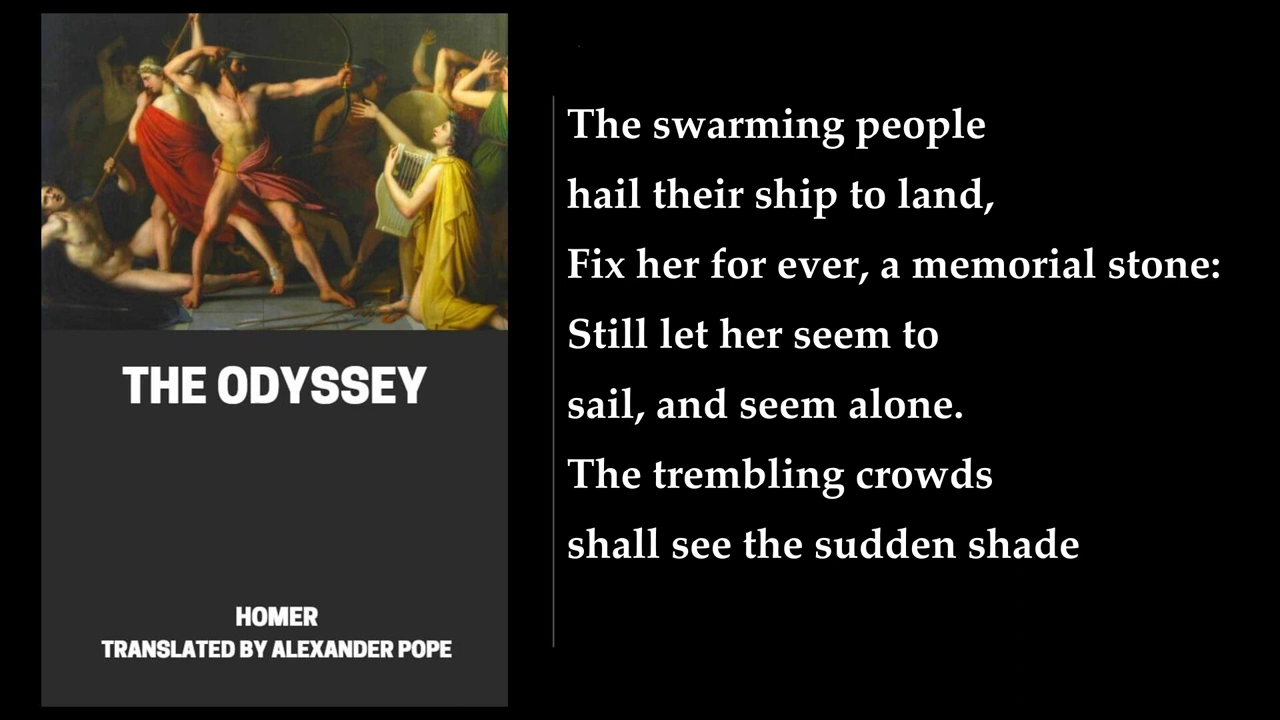 THE ODYSSEY
HOMER
TRANSLATED BY ALEXANDER POPE
The swarming people
hail their ship to land,
Fix her for ever, a memorial stone:
Still let her seem to
sail, and seem alone.
The trembling crowds
shall see the sudden shade